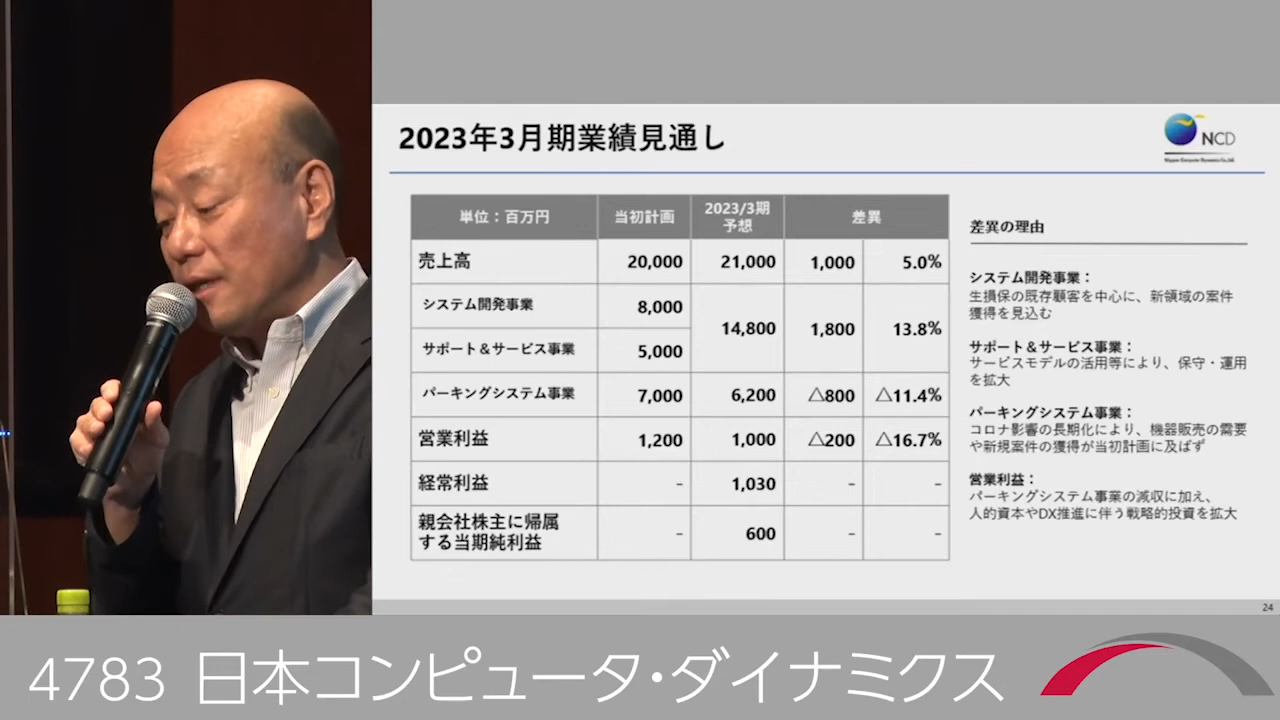 2023年3月期業績見通し
NCD
Nippon Computer Dynamics Co.,Ltd.
単位：百万円 当初計画 2023/3期 予想 差異
売上高 20,000 21,000 1,000 5.0%
システム開発事業 8,000
14,800 1,800 13.8%
サポート＆サービス事業 5,000
パーキングシステム事業 7,000 6,200 △800 △11.4%
営業利益 1,200 1,000 △200 △16.7%
経常利益 - 1,030 - -
親会社株主に帰属
する当期純利益 - 600 - -
差異の理由
システム開発事業：
生損保の既存顧客を中心に、新領域の案件
獲得を見込む
サポート＆サービス事業：
サービスモデルの活用等により、保守・運用
を拡大
パーキングシステム事業：
コロナ影響の長期化により、機器販売の需要
や新規案件の獲得が当初計画に及ばず
営業利益：
パーキングシステム事業の減収に加え、
人的資本やDX推進に伴う戦略的投資を拡大
24
4783 日本コンピュータ・ダイナミクス